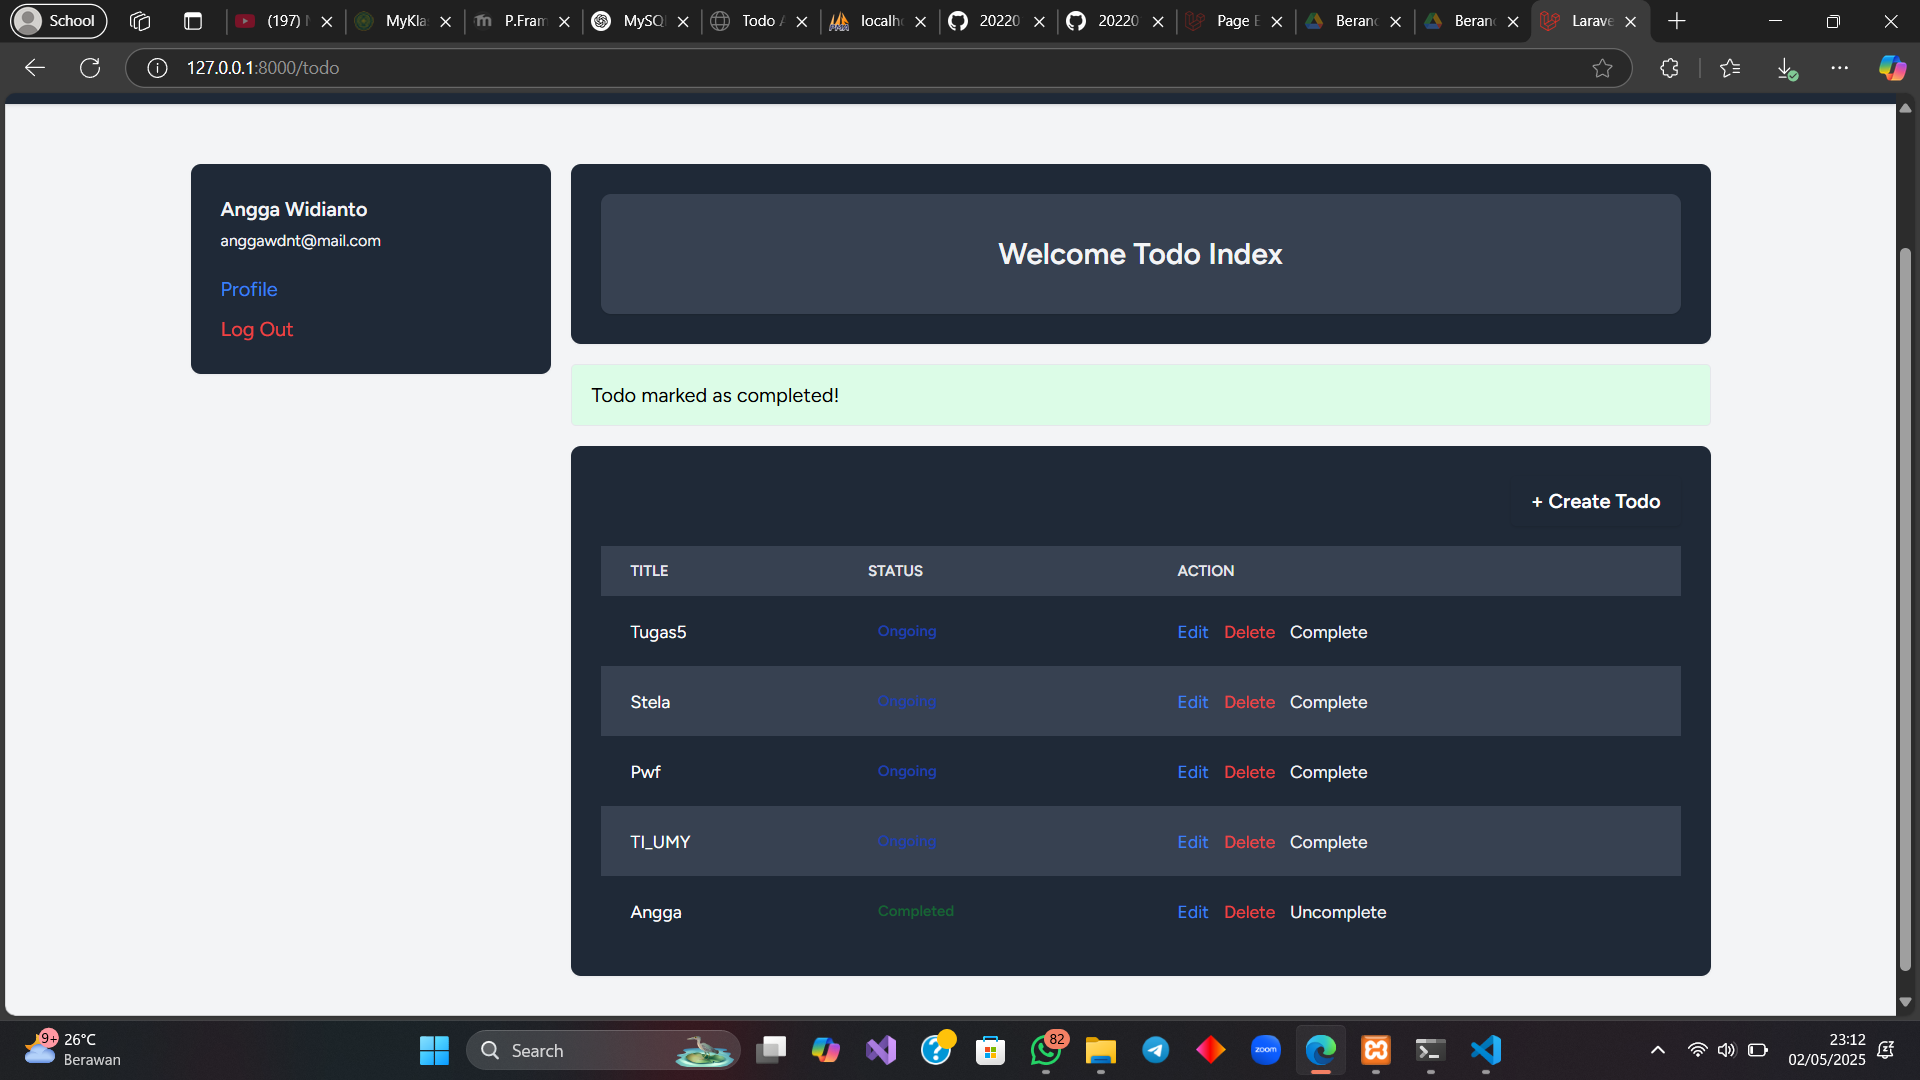 School
(197)
MyKla
P.Fram
MySQ
Todo
localh
20220
20220
Page E
Beran
Beran
Larave
127.0.0.1:8000/todo
Angga Widianto
anggawdnt@mail.com
Profile
Log Out
Welcome Todo Index
Todo marked as completed!
+ Create Todo
TITLE STATUS ACTION
Tugas5 Ongoing Edit Delete Complete
Stela Ongoing Edit Delete Complete
Pwf Ongoing Edit Delete Complete
TI_UMY Ongoing Edit Delete Complete
Angga Completed Edit Delete Uncomplete
9+
26°C
Berawan
Search
82
zoom
23:12
02/05/2025